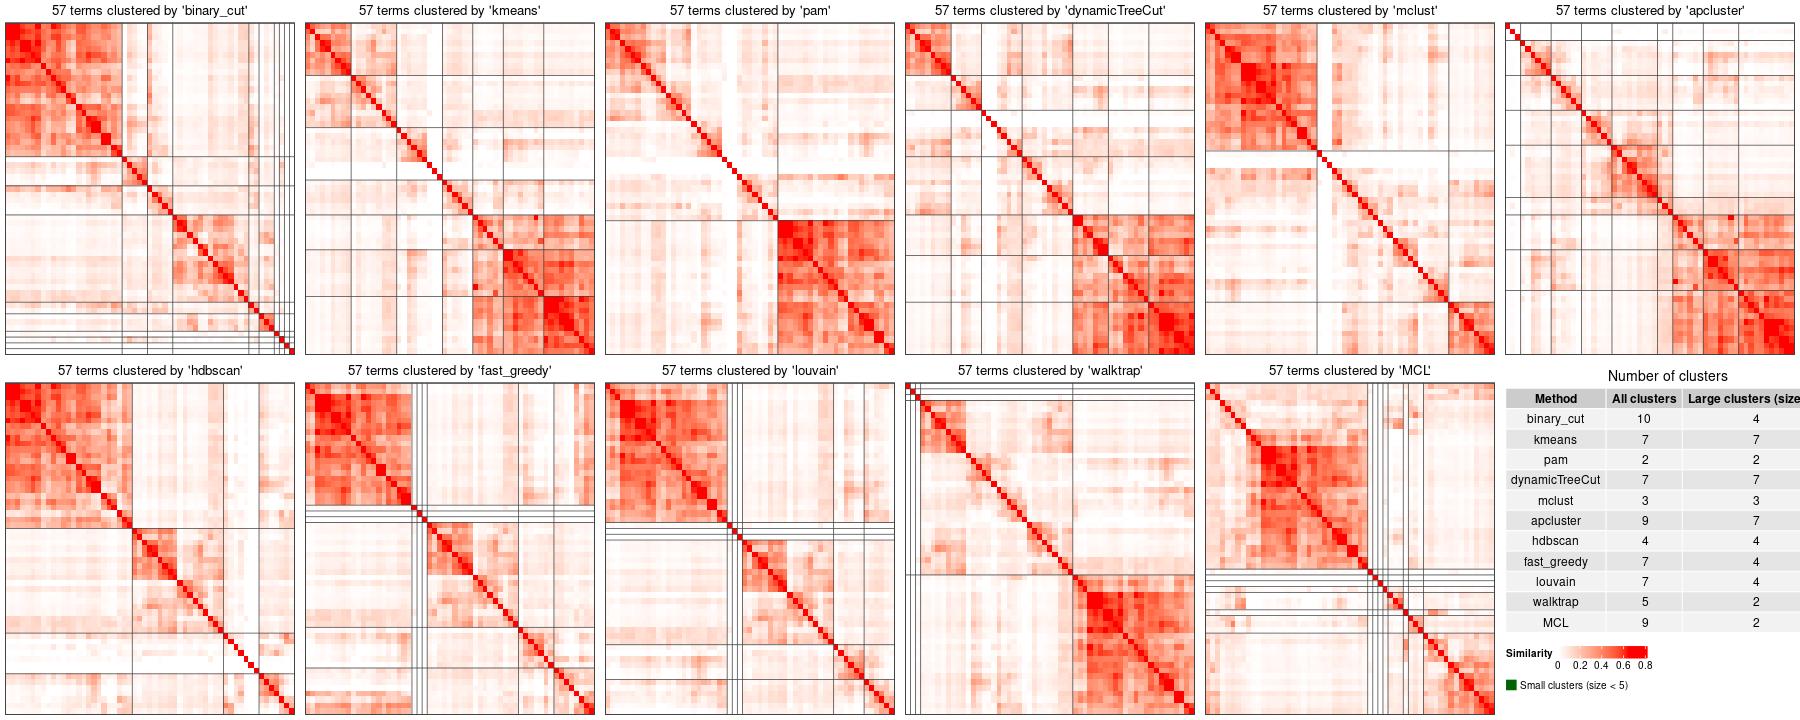 57 terms clustered by 'binary_cut'
57 terms clustered by 'kmeans'
57 terms clustered by 'pam'
57 terms clustered by 'dynamicTreeCut'
57 terms clustered by 'mclust'
57 terms clustered by 'apcluster'
57 terms clustered by 'hdbscan'
57 terms clustered by 'fast_greedy'
57 terms clustered by 'louvain'
57 terms clustered by 'walktrap'
57 terms clustered by 'MCL'
Number of clusters
Method All clusters Large clusters (size
binary_cut 10 4
kmeans 7 7
pam 2 2
dynamicTreeCut 7 7
mclust 3 3
apcluster 9 7
hdbscan 4 4
fast_greedy 7 4
louvain 7 4
walktrap 5 2
MCL 9 2
Similarity
0 0.2 0.4 0.6 0.8
Small clusters (size < 5)